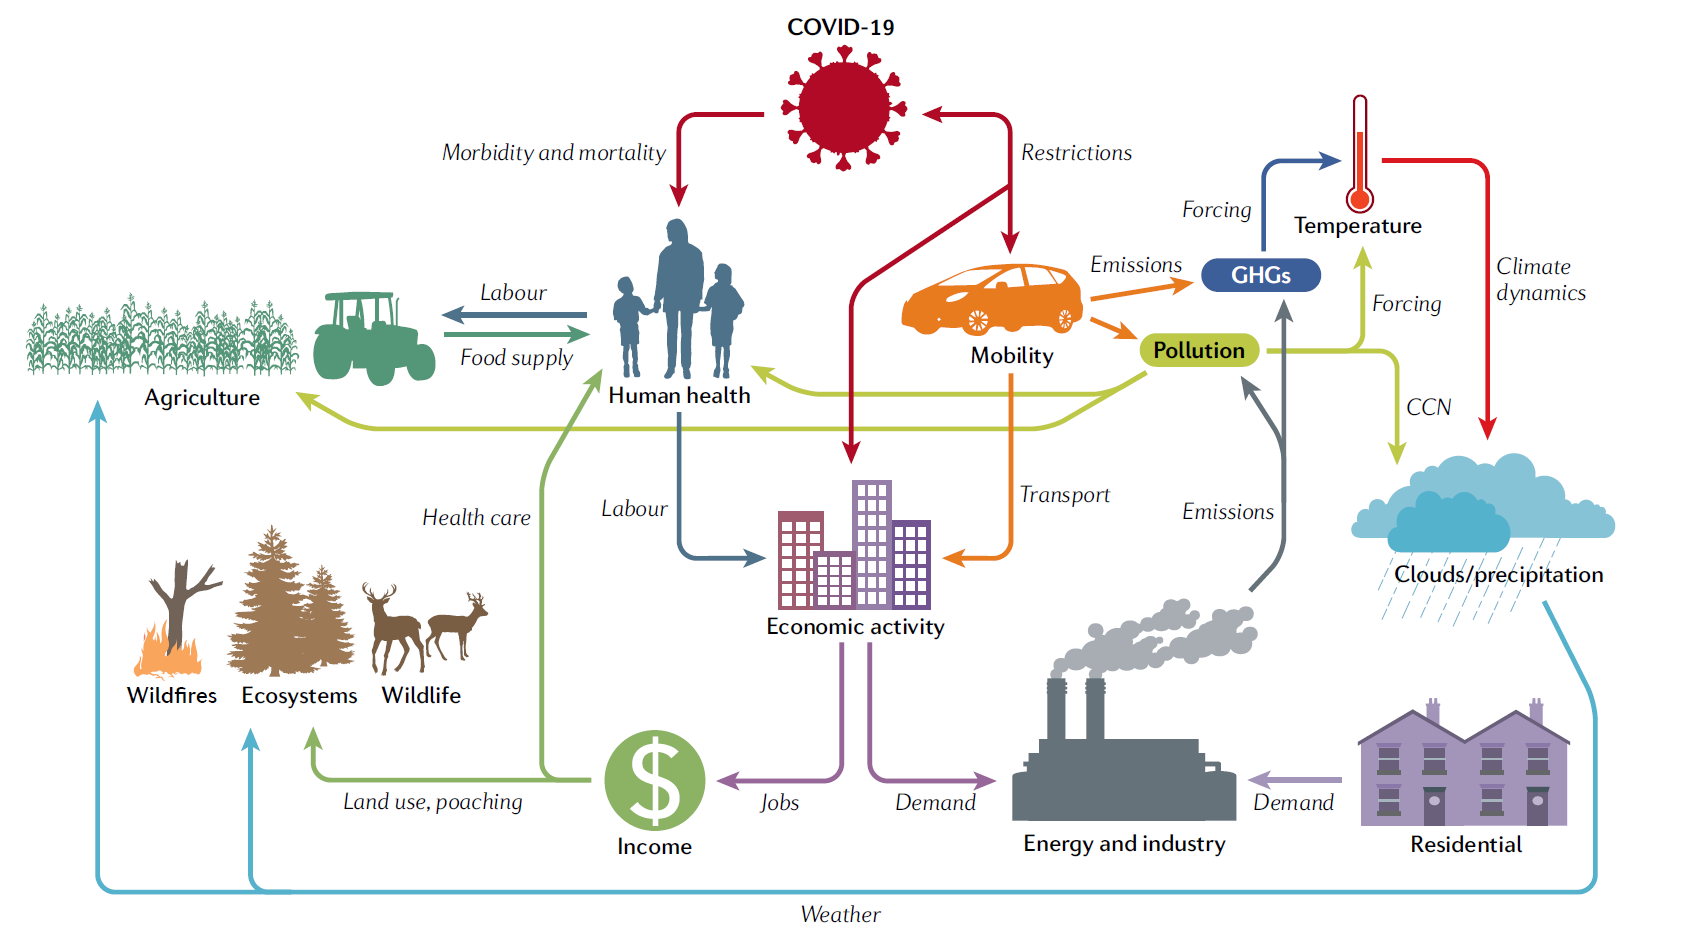 COVID-19
Morbidity and mortality
Restrictions
Forcing
Temperature
Emissions
GHGs
Climate
dynamics
Labour
Forcing
Food supply
Mobility
Pollution
Agriculture
Human health
CCN
Health care
Labour
Transport
Emissions
Clouds/precipitation
Economic activity
Wildfires
Ecosystems
Wildlife
Land use, poaching
Jobs
Demand
Demand
Income
Energy and industry
Residential
Weather
$